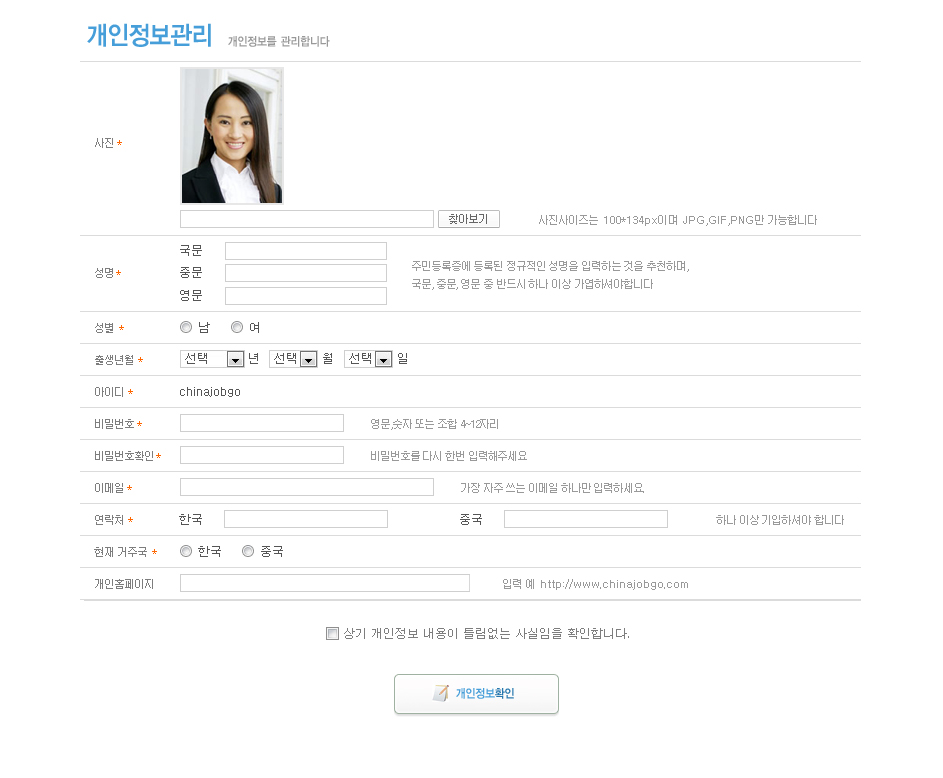 개인정보관리 개인정보를 관리합니다
사진 *
찾아보기 사진사이즈는 100*134px이며 JPG,GIF,PNG만 가능합니다
성명 *
국문
중문
영문
주민등록증에 등록된 정규적인 성명을 입력하는 것을 추천하며,
국문, 중문, 영문 중 반드시 하나 이상 가엽하셔야합니다
성별 * 남 여
출생년월 * 선택 년 선택 월 선택 일
아이디 * chinajobgo
비밀번호 * 영문,숫자 또는 조합 4~12자리
비밀번호확인 * 비밀번호를 다시 한번 입력해주세요
이메일 * 가장 자주 쓰는 이메일 하나만 입력하세요.
연락처 * 한국 중국 하나 이상 기입하셔야 합니다
현재 거주국 * 한국 중국
개인홈페이지 입력 예 http://www.chinajobgo.com
상기 개인정보 내용이 틀림없는 사실임을 확인합니다.
개인정보확인